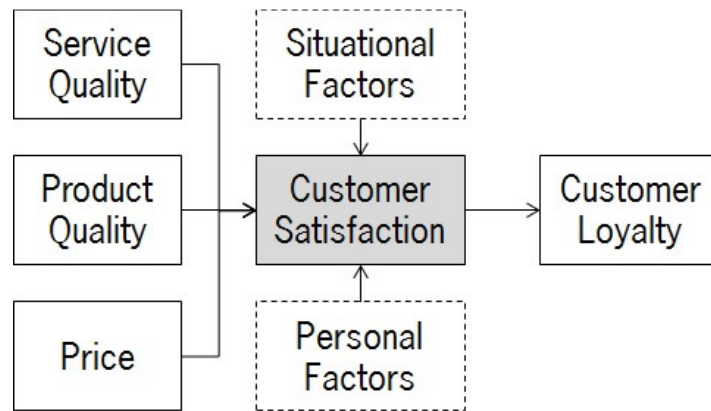 Service
Quality
Situational
Factors
Product
Quality
Customer
Satisfaction
Customer
Loyalty
Price
Personal
Factors